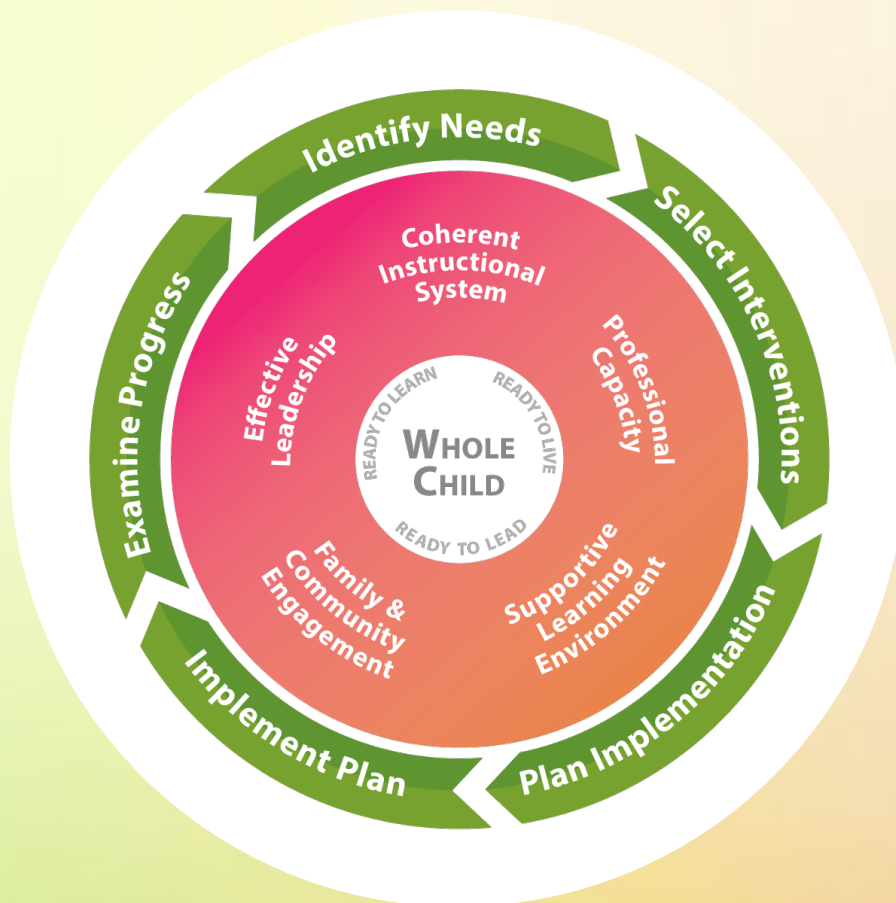 Identify Needs
Select Interventions
Plan Implementation
Implement Plan
Examine Progress
Coherent
Instructional
System
Professional
Capacity
Supportive
Learning
Environment
Family &
Community
Engagement
Effective
Leadership
READY TO LEARN
READY TO LIVE
READY TO LEAD
WHOLE
CHILD